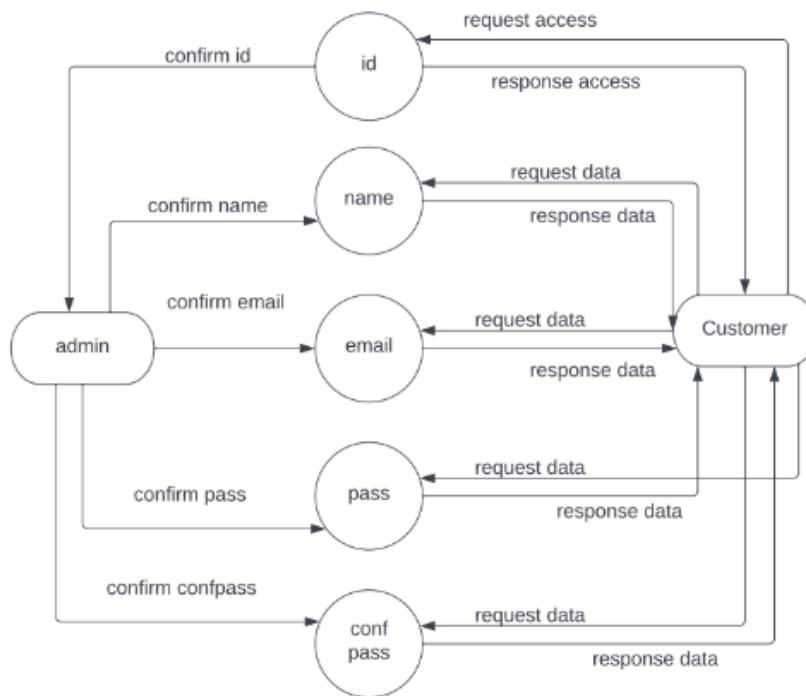 request access
confirm id
id
response access
request data
name
confirm name
response data
confirm email
request data
Customer
admin
email
response data
request data
confirm pass
pass
response data
confirm confpass
request data
conf
pass
response data